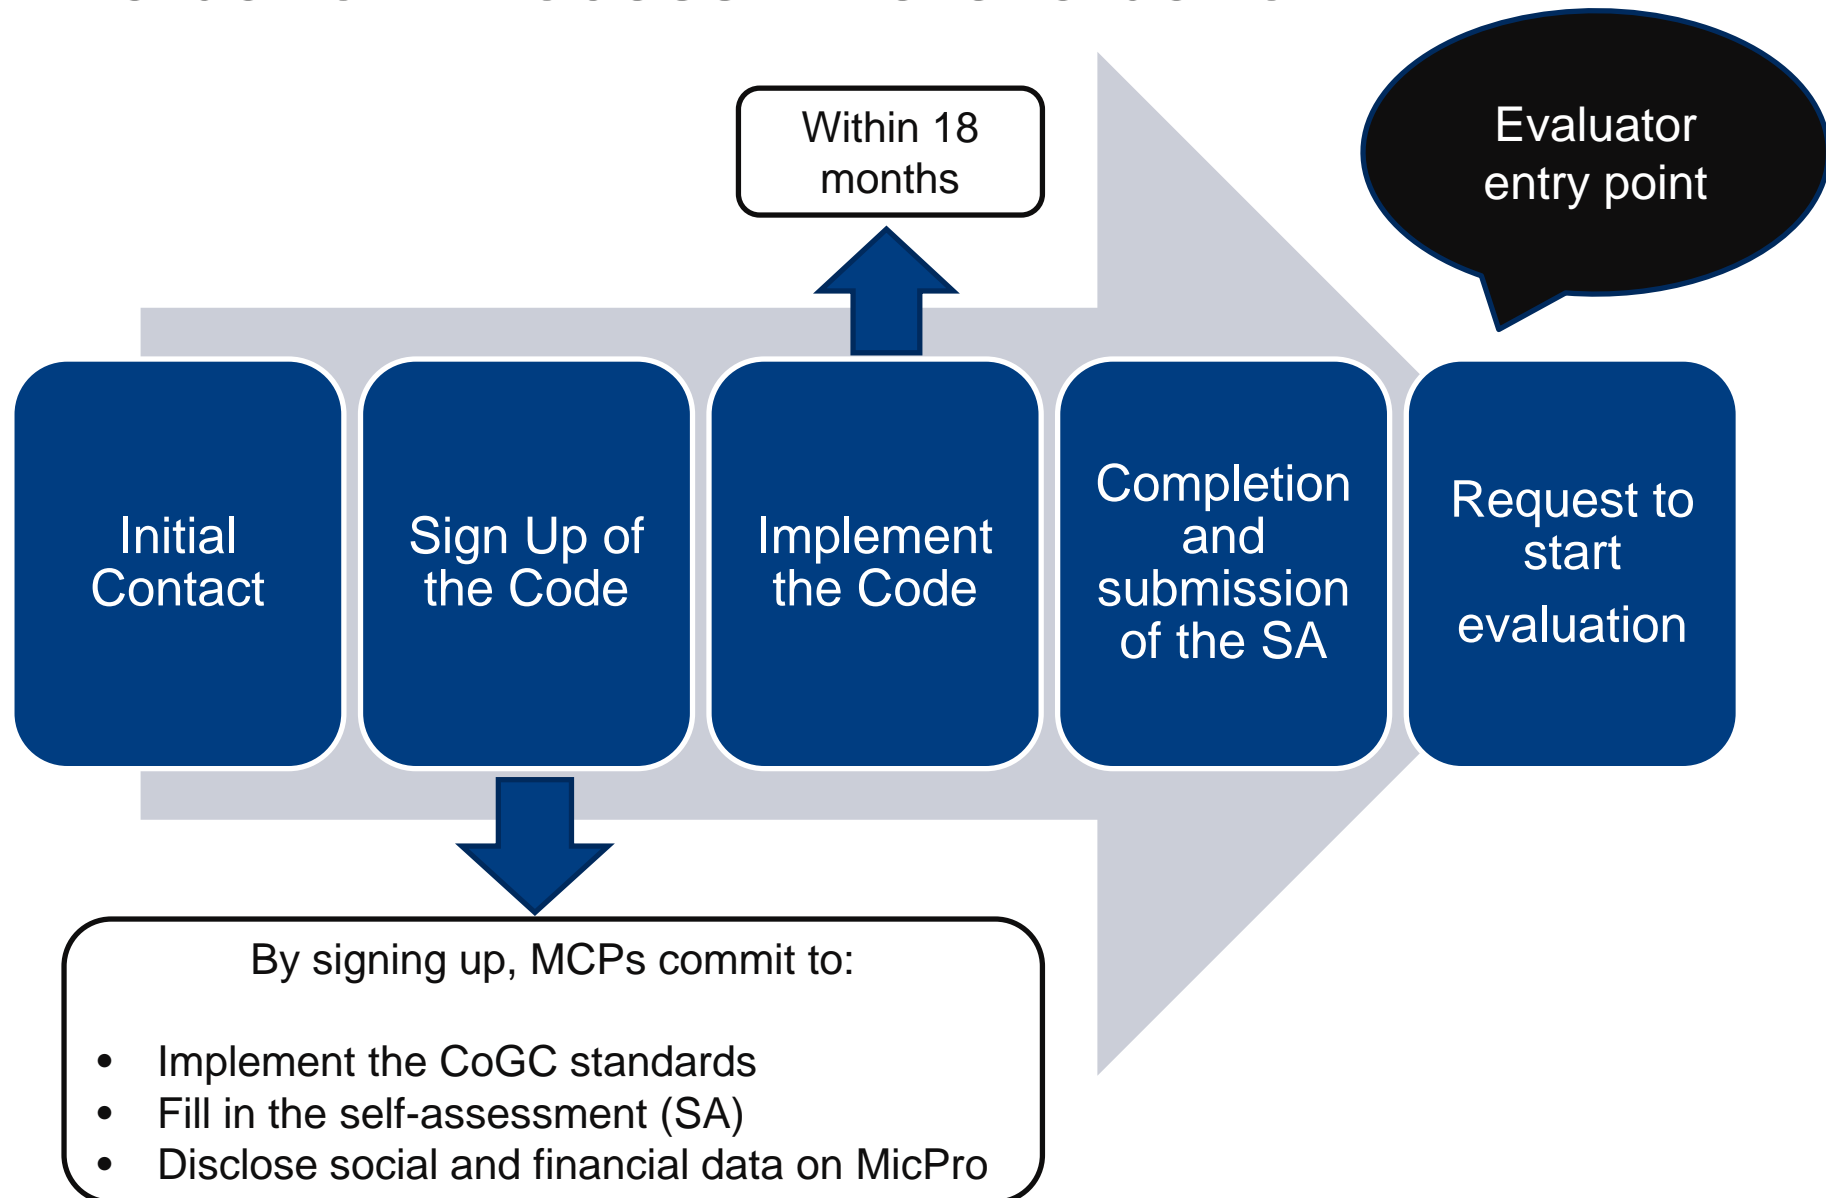 Within 18
months
Evaluator
entry point
Initial
Contact
Sign Up of
the Code
Implement
the Code
Completion
and
submission
of the SA
Request to
start
evaluation
By signing up, MCPs commit to:
• Implement the CoGC standards
• Fill in the self-assessment (SA)
• Disclose social and financial data on MicPro